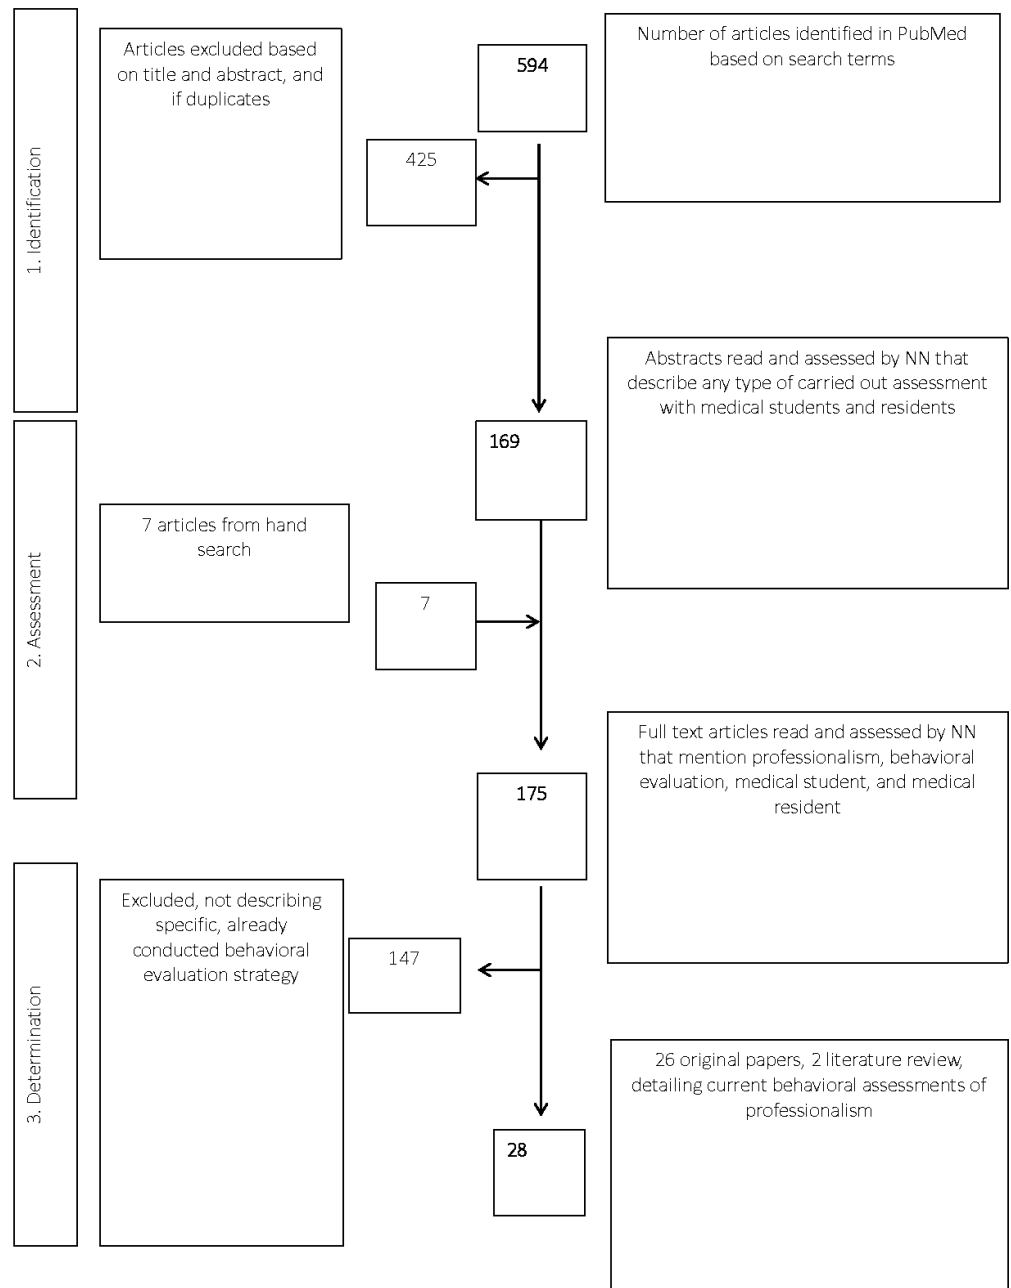 1. Identification
Articles excluded based
on title and abstract, and
if duplicates
594
Number of articles identified in PubMed
based on search terms
425
Abstracts read and assessed by NN that
describe any type of carried out assessment
with medical students and residents
2. Assessment
169
7 articles from hand
search
7
Full text articles read and assessed by NN
that mention professionalism, behavioral
evaluation, medical student, and medical
resident
175
3. Determination
Excluded, not describing
specific, already
conducted behavioral
evaluation strategy
147
26 original papers, 2 literature review,
detailing current behavioral assessments of
professionalism
28